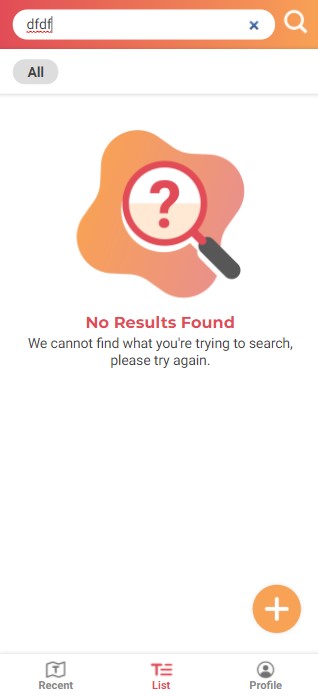 dfdf
All
?
No Results Found
We cannot find what you're trying to search,
please try again.
Recent
List
Profile